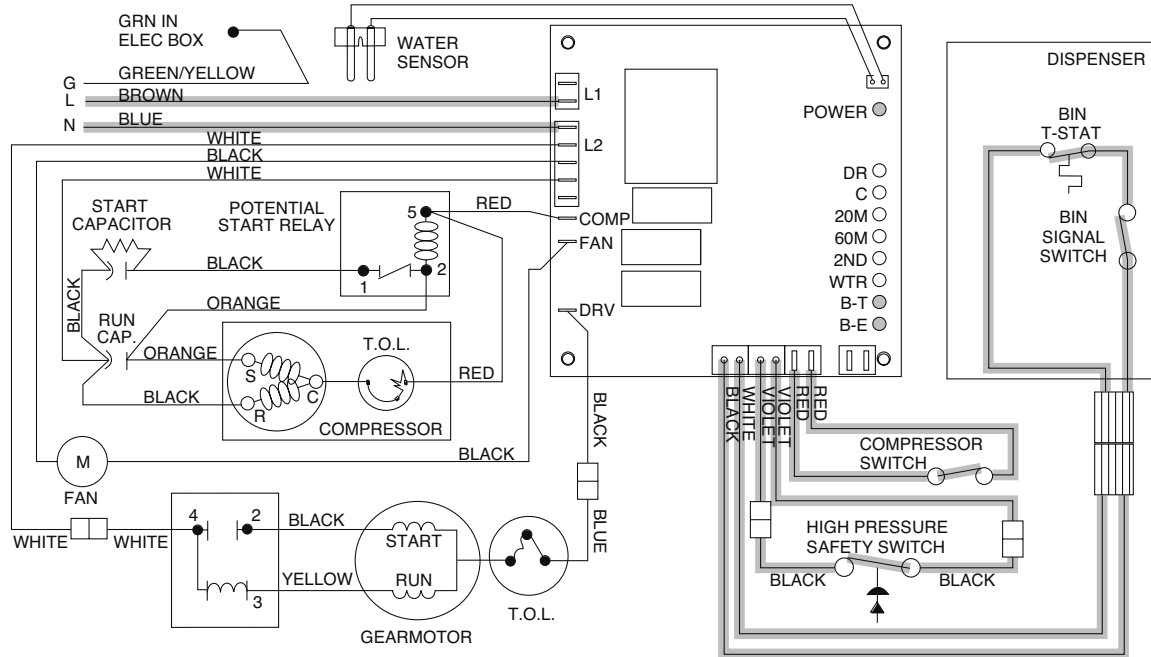 GRN IN
ELEC BOX
WATER
SENSOR
DISPENSER
G
GREEN/YELLOW
L
BROWN
L1
N
BLUE
WHITE
L2
BLACK
WHITE
POWER
BIN
T-STAT
DR
C
20M
60M
2ND
WTR
B-T
B-E
BIN
SIGNAL
SWITCH
START
CAPACITOR
POTENTIAL
START RELAY
5
RED
COMP
FAN
DRV
BLACK
1
2
BLACK
ORANGE
RUN
CAP.
ORANGE
T.O.L.
S
C
R
RED
BLACK
COMPRESSOR
BLACK
WHITE
VIOLET
VIOLET
RED
RED
COMPRESSOR
SWITCH
M
FAN
BLACK
BLACK
BLUE
WHITE
WHITE
4
2
BLACK
START
YELLOW
RUN
3
GEARMOTOR
T.O.L.
HIGH PRESSURE
SAFETY SWITCH
BLACK
BLACK